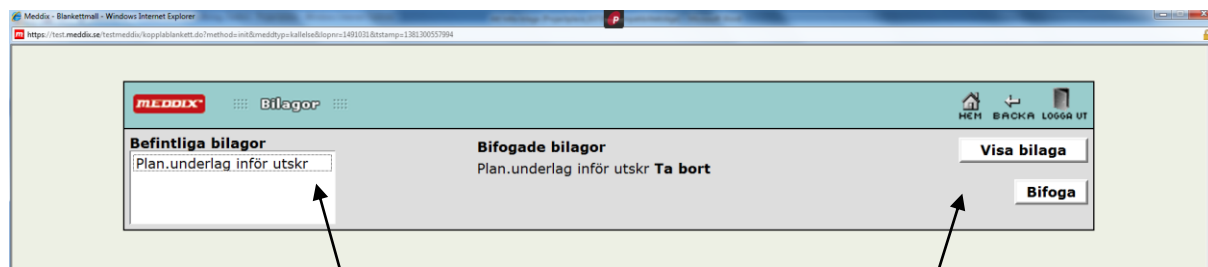 Meddix - Blankettmall - Windows Internet Explorer
https://test.meddix.se/testmeddix/kopplablankett.do?method=init&meddtyp=kallelse&lopnr=1491031&tstamp=1381300557994
MEDDIX Bilagor HEM BACKA LOGGA UT
Befintliga bilagor
Plan.underlag inför utskr
Bifogade bilagor
Plan.underlag inför utskr Ta bort
Visa bilaga
Bifoga